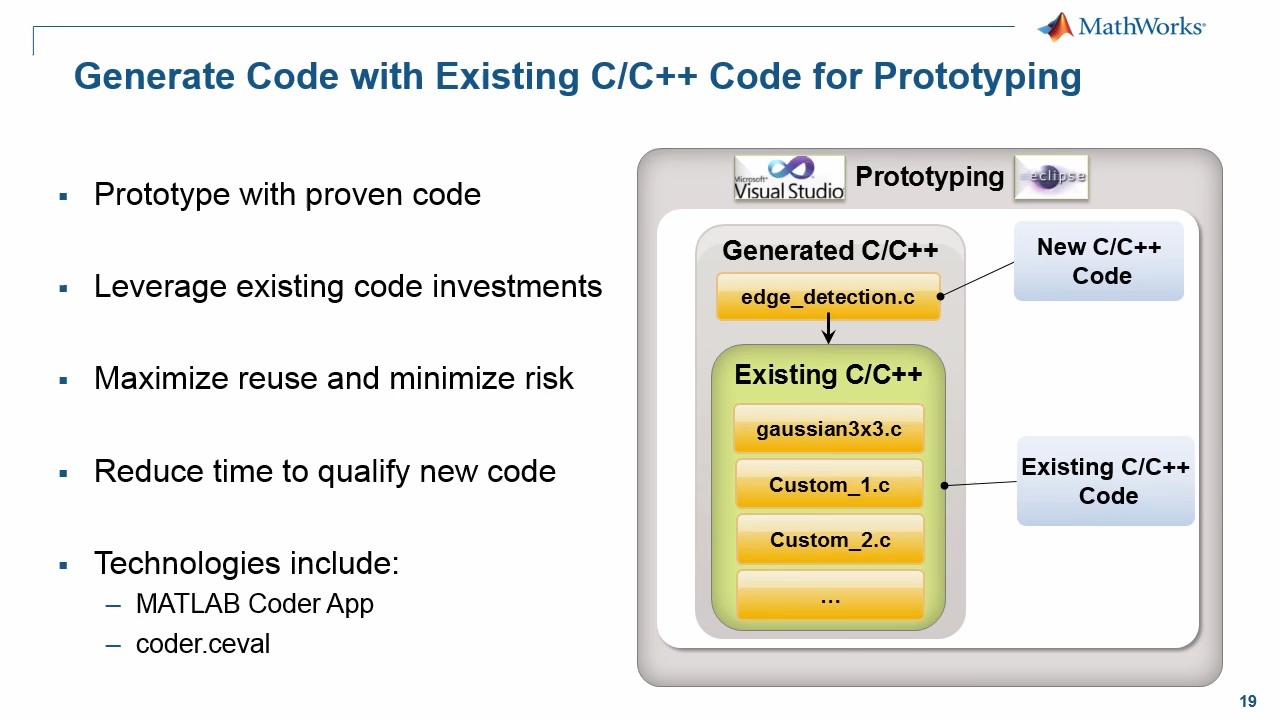 MathWorks®
Generate Code with Existing C/C++ Code for Prototyping
▪ Prototype with proven code
▪ Leverage existing code investments
▪ Maximize reuse and minimize risk
▪ Reduce time to qualify new code
▪ Technologies include:
– MATLAB Coder App
– coder.ceval
Microsoft®
Visual Studio
Prototyping
eclipse
Generated C/C++
edge_detection.c
New C/C++
Code
Existing C/C++
gaussian3x3.c
Custom_1.c
Custom_2.c
...
Existing C/C++
Code
19